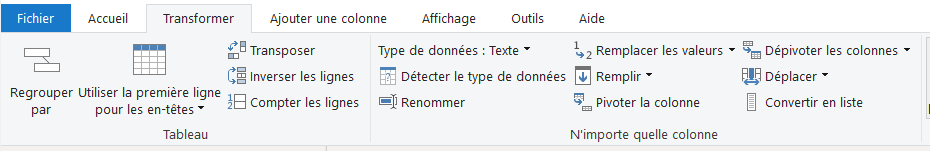 Fichier Accueil Transformer Ajouter une colonne Affichage Outils Aide
Regrouper
par
Utiliser la première ligne
pour les en-têtes
Transposer
Inverser les lignes
Compter les lignes
Tableau
Type de données : Texte
Détecter le type de données
Renommer
Remplacer les valeurs
Remplir
Pivoter la colonne
Dépivoter les colonnes
Déplacer
Convertir en liste
N'importe quelle colonne